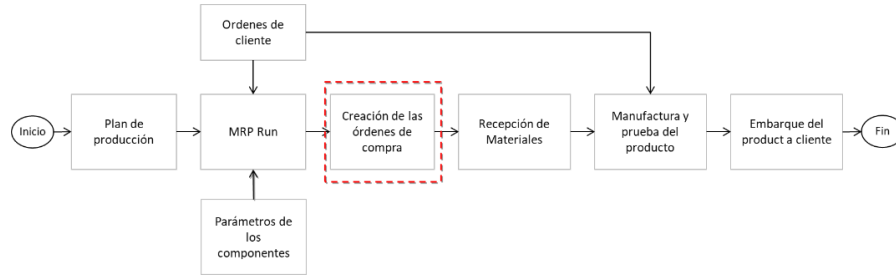 Ordenes de
cliente
Inicio
Plan de
producción
MRP Run
Creación de las
órdenes de
compra
Recepción de
Materiales
Manufactura y
prueba del
producto
Embarque del
product a cliente
Fin
Parámetros de
los
componentes